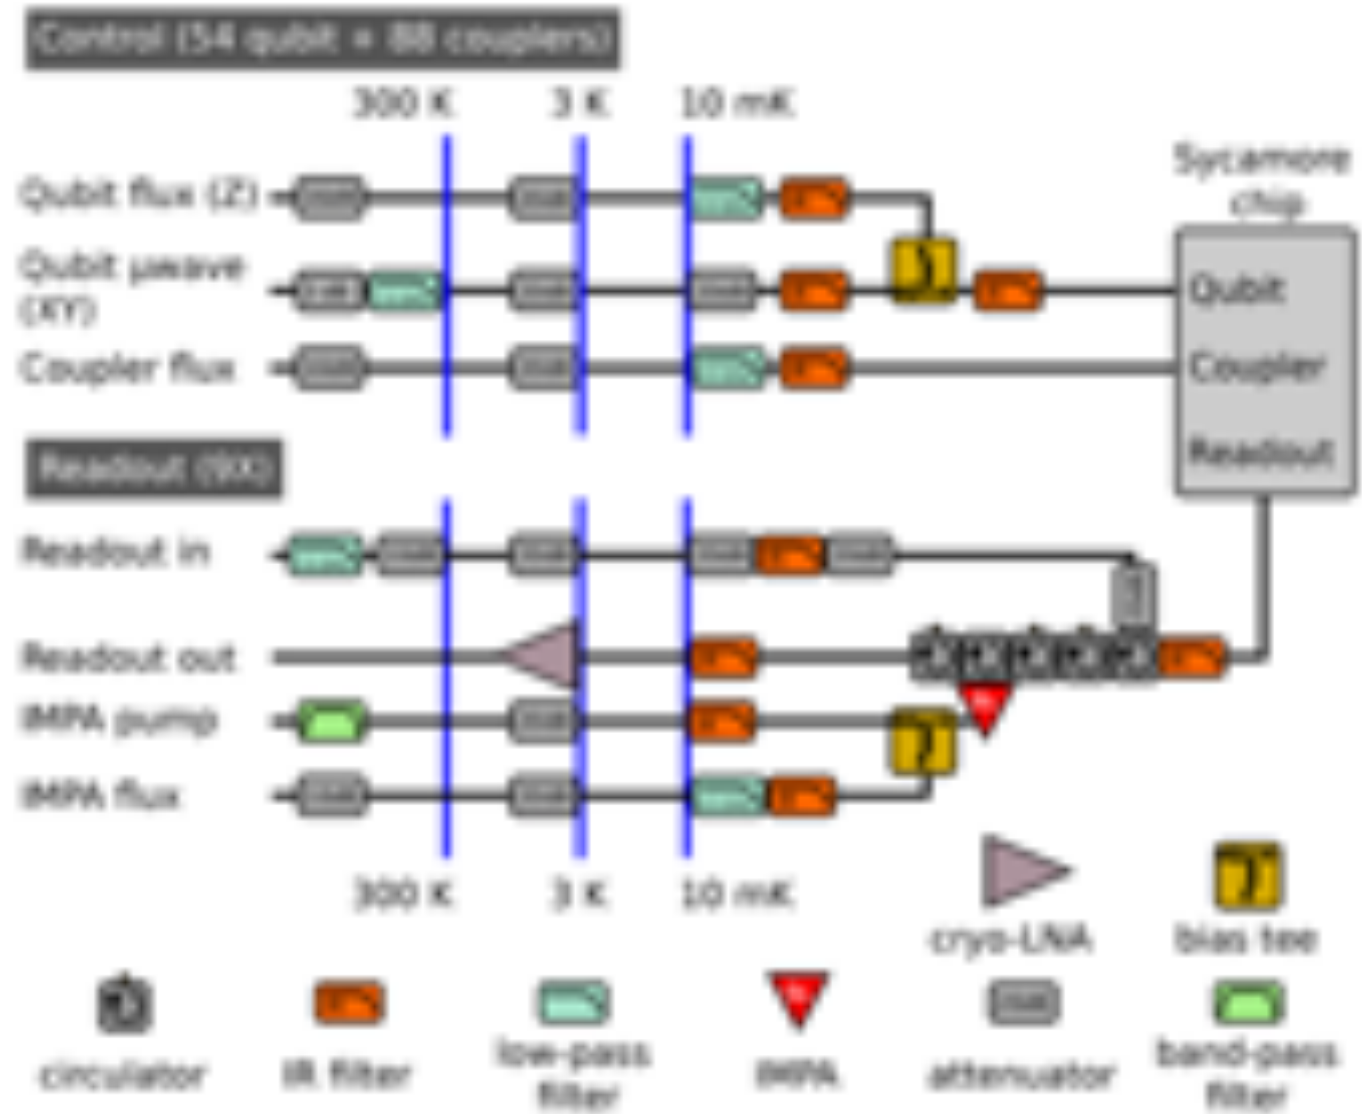 Control (54 qubit + 88 couplers)
300 K 3 K 10 mK
Sycamore
chip
Qubit flux (Z)
Qubit μwave
(XY)
Coupler flux
Qubit
Coupler
Readout
Readout (9X)
Readout in
Readout out
IMPA pump
IMPA flux
300 K 3 K 10 mK
cryo-LNA
bias tee
circulator
IR filter
low-pass
filter
IMPA
attenuator
band-pass
filter